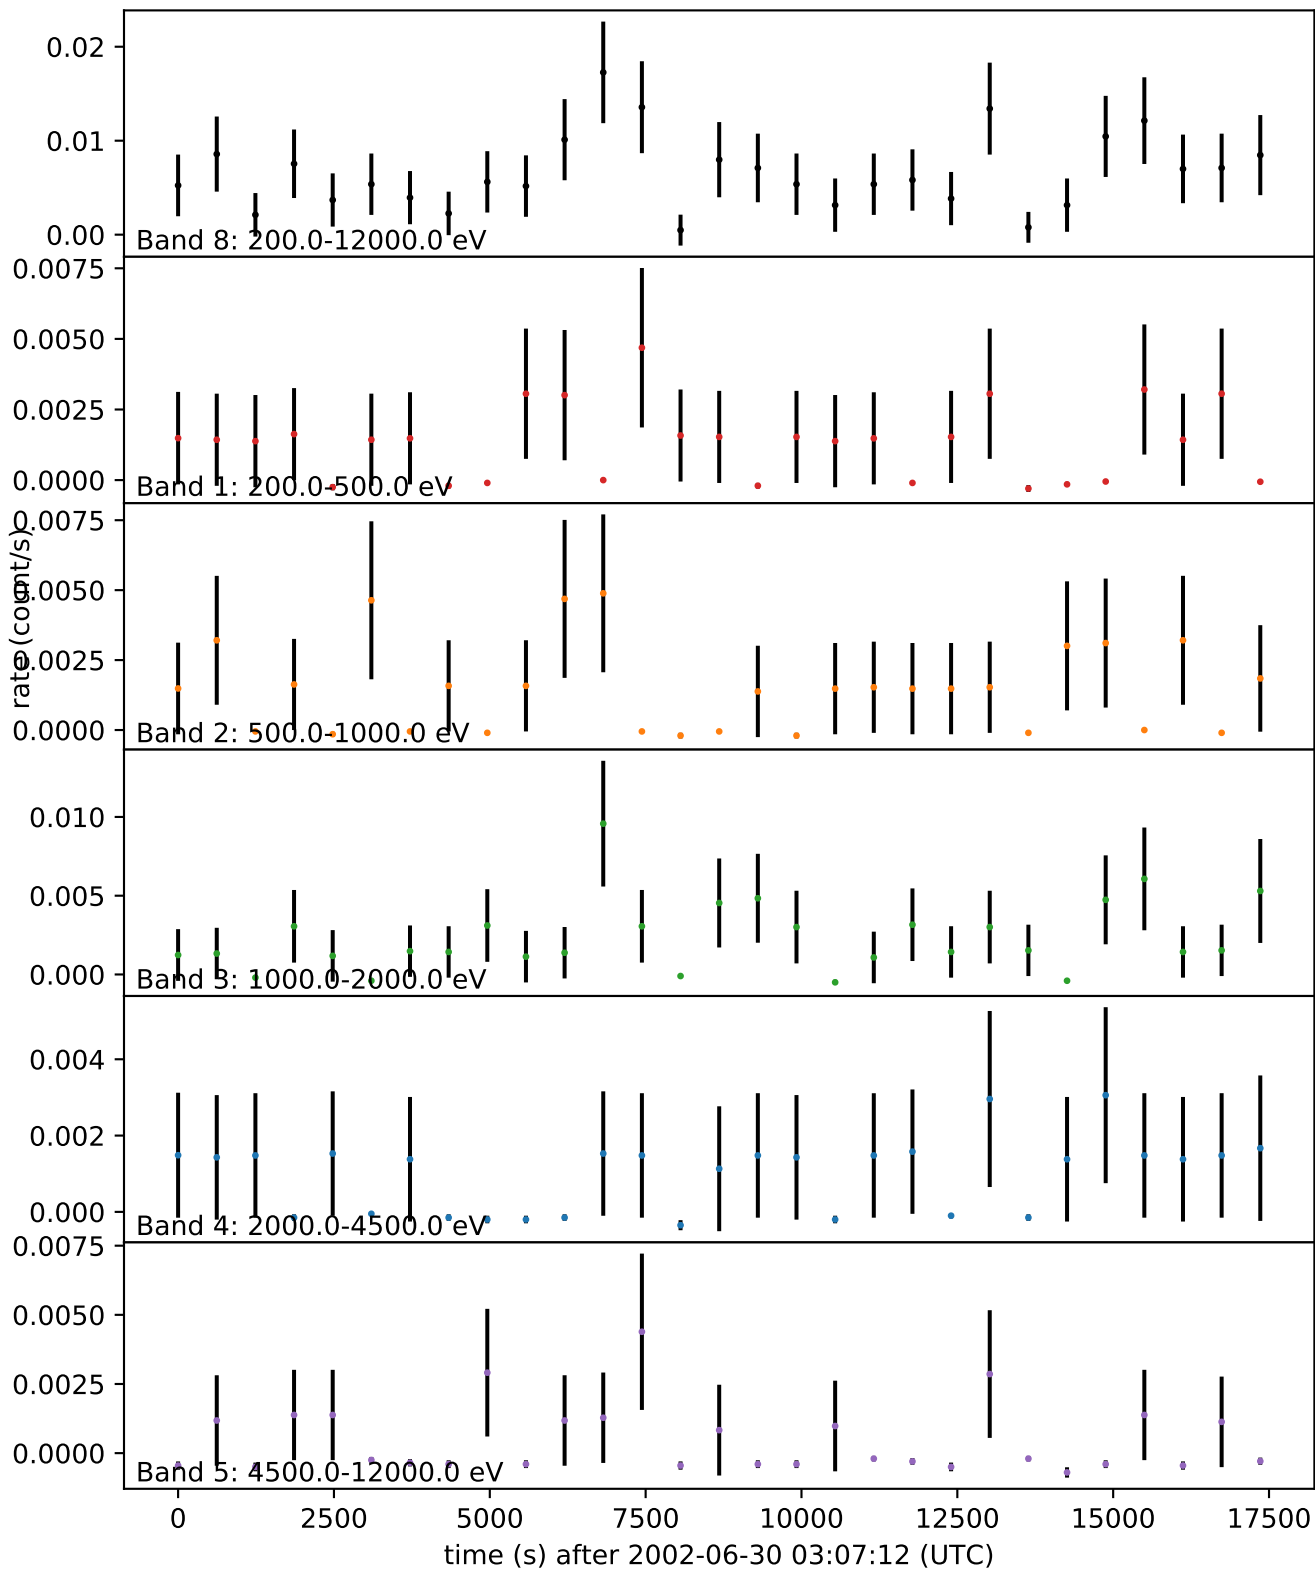 0.02
0.01
0.00
Band 8: 200.0-12000.0 eV
0.0075
0.0050
0.0025
0.0000
Band 1: 200.0-500.0 eV
rate (count/s)
0.0075
0.0050
0.0025
0.0000
Band 2: 500.0-1000.0 eV
0.010
0.005
0.000
Band 3: 1000.0-2000.0 eV
0.004
0.002
0.000
Band 4: 2000.0-4500.0 eV
0.0075
0.0050
0.0025
0.0000
Band 5: 4500.0-12000.0 eV
0 2500 5000 7500 10000 12500 15000 17500
time (s) after 2002-06-30 03:07:12 (UTC)